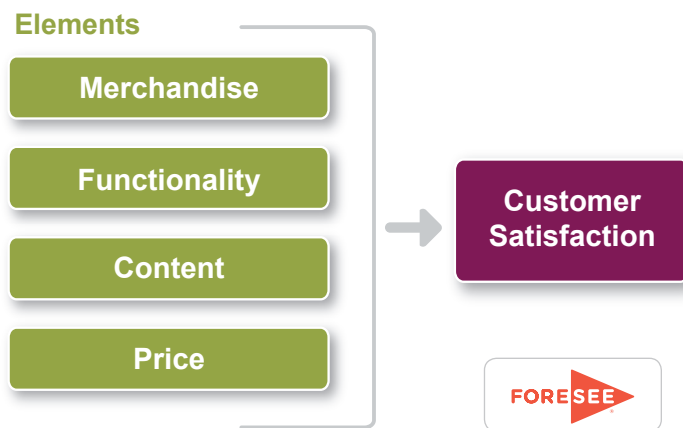 Elements
Merchandise
Functionality
Content
Price
Customer
Satisfaction
FORESEE